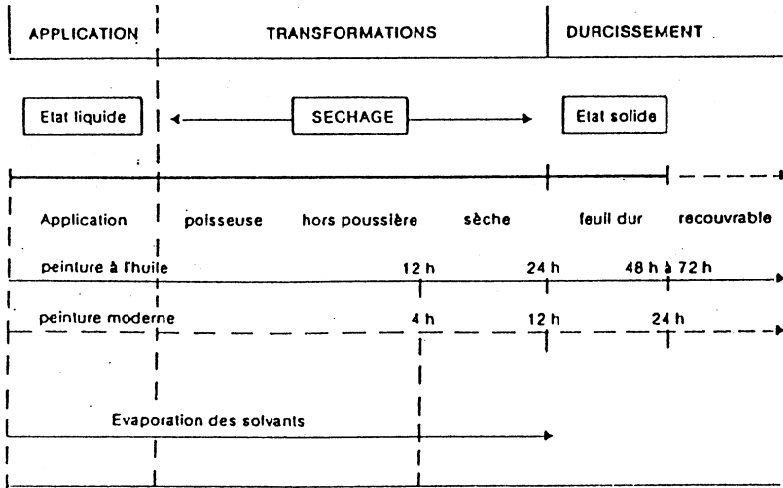 APPLICATION TRANSFORMATIONS DURCISSEMENT
Etat liquide SECHAGE Etat solide
Application poisseuse hors poussière sèche feuil dur recouvrable
peinture à l'huile 12 h 24 h 48 h à 72 h
peinture moderne 4 h 12 h 24 h
Evaporation des solvants